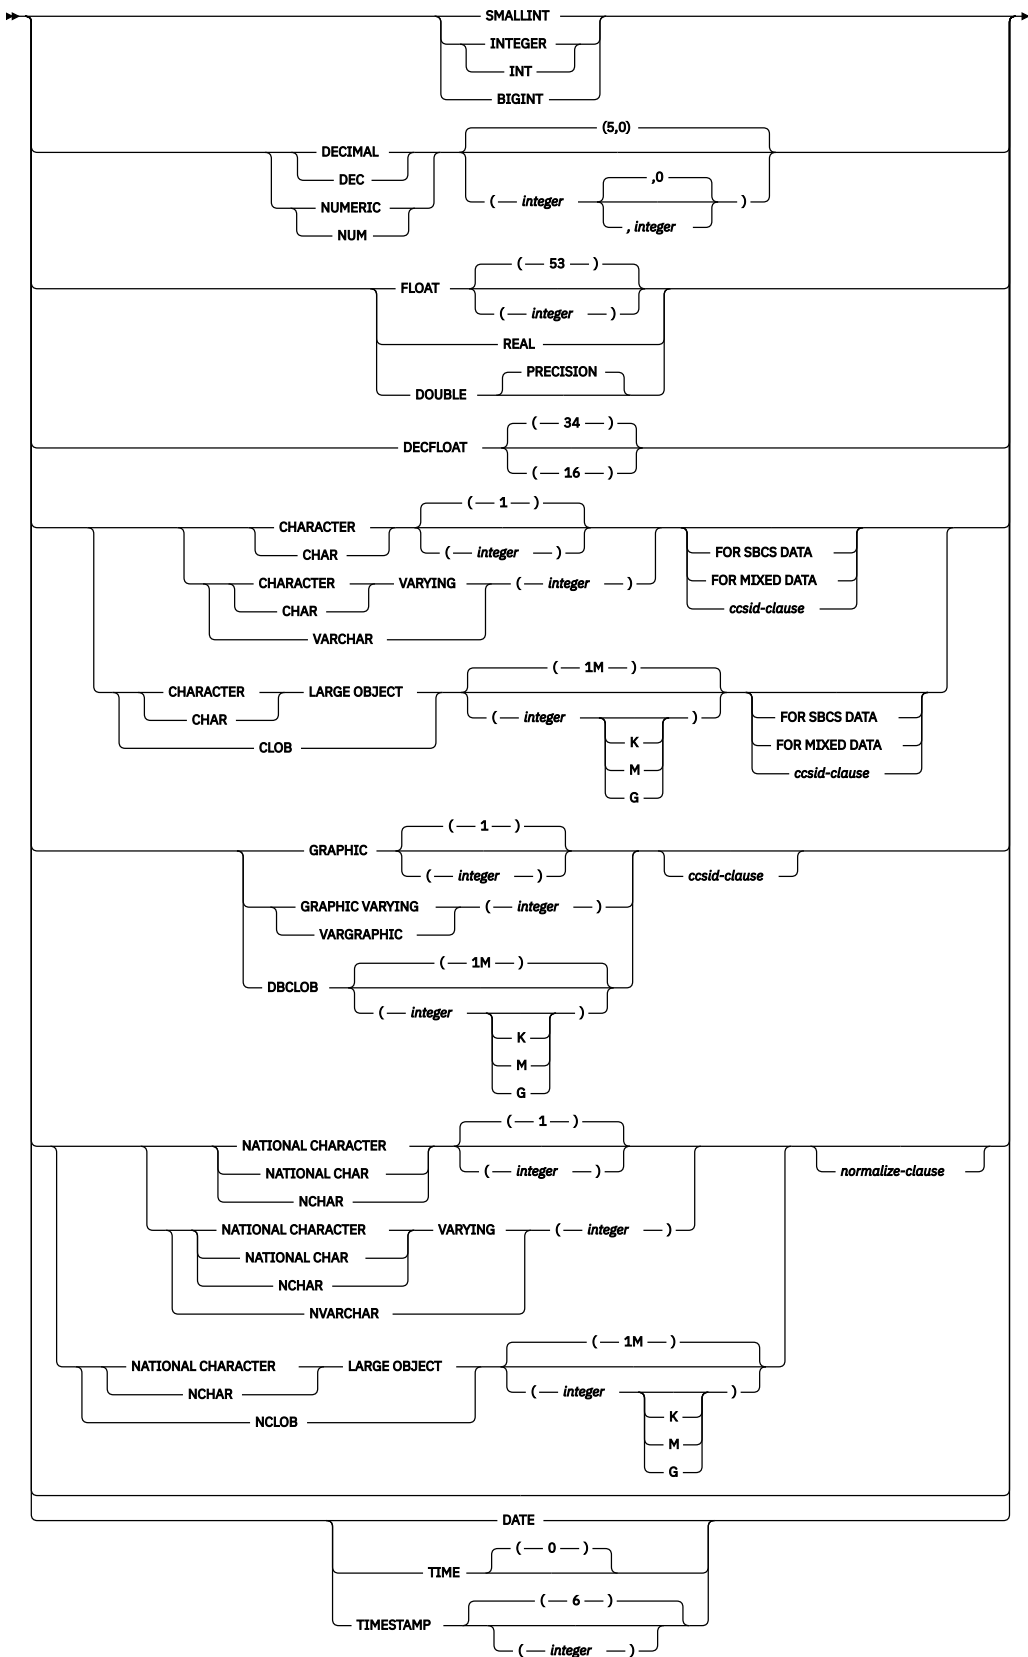 SMALLINT
INTEGER
INT
BIGINT
(5,0)
DECIMAL
DEC
,0
( integer )
NUMERIC
, integer
NUM
( 53 )
FLOAT
( integer )
REAL
PRECISION
DOUBLE
( 34 )
DECFLOAT
( 16 )
( 1 )
CHARACTER
CHAR ( integer ) FOR SBCS DATA
CHARACTER VARYING ( integer ) FOR MIXED DATA
CHAR ccsid-clause
VARCHAR
( 1M )
CHARACTER LARGE OBJECT
CHAR ( integer ) FOR SBCS DATA
CLOB K FOR MIXED DATA
M ccsid-clause
G
( 1 )
GRAPHIC
( integer ) ccsid-clause
GRAPHIC VARYING ( integer )
VARGRAPHIC
( 1M )
DBCLOB
( integer )
K
M
G
( 1 )
NATIONAL CHARACTER
NATIONAL CHAR ( integer ) normalize-clause
NCHAR
NATIONAL CHARACTER VARYING ( integer )
NATIONAL CHAR
NCHAR
NVARCHAR
( 1M )
NATIONAL CHARACTER LARGE OBJECT
NCHAR ( integer )
NCLOB K
M
G
DATE
( 0 )
TIME
( 6 )
TIMESTAMP
( integer )